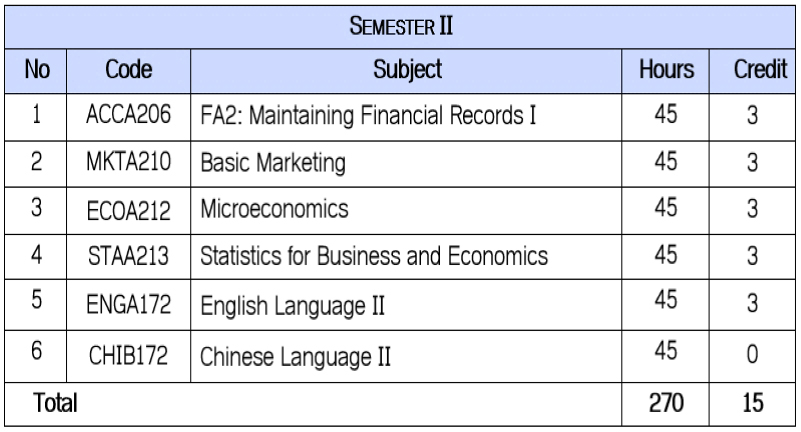 SEMESTER II
No Code Subject Hours Credit
1 ACCA206 FA2: Maintaining Financial Records I 45 3
2 MKTA210 Basic Marketing 45 3
3 ECOA212 Microeconomics 45 3
4 STAA213 Statistics for Business and Economics 45 3
5 ENGA172 English Language II 45 3
6 CHIB172 Chinese Language II 45 0
Total 270 15